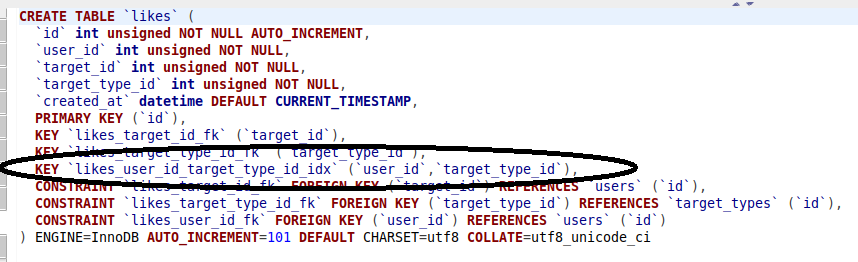 CREATE TABLE `likes` (
`id` int unsigned NOT NULL AUTO_INCREMENT,
`user_id` int unsigned NOT NULL,
`target_id` int unsigned NOT NULL,
`target_type_id` int unsigned NOT NULL,
`created_at` datetime DEFAULT CURRENT_TIMESTAMP,
PRIMARY KEY (`id`),
KEY `likes_target_id_fk` (`target_id`),
KEY `likes_target_type_id_fk` (`target_type_id`),
KEY `likes_user_id_target_type_id_idx` (`user_id`,`target_type_id`),
CONSTRAINT `likes_target_id_fk` FOREIGN KEY (`target_id`) REFERENCES `users` (`id`),
CONSTRAINT `likes_target_type_id_fk` FOREIGN KEY (`target_type_id`) REFERENCES `target_types` (`id`),
CONSTRAINT `likes_user_id_fk` FOREIGN KEY (`user_id`) REFERENCES `users` (`id`)
) ENGINE=InnoDB AUTO_INCREMENT=101 DEFAULT CHARSET=utf8 COLLATE=utf8_unicode_ci